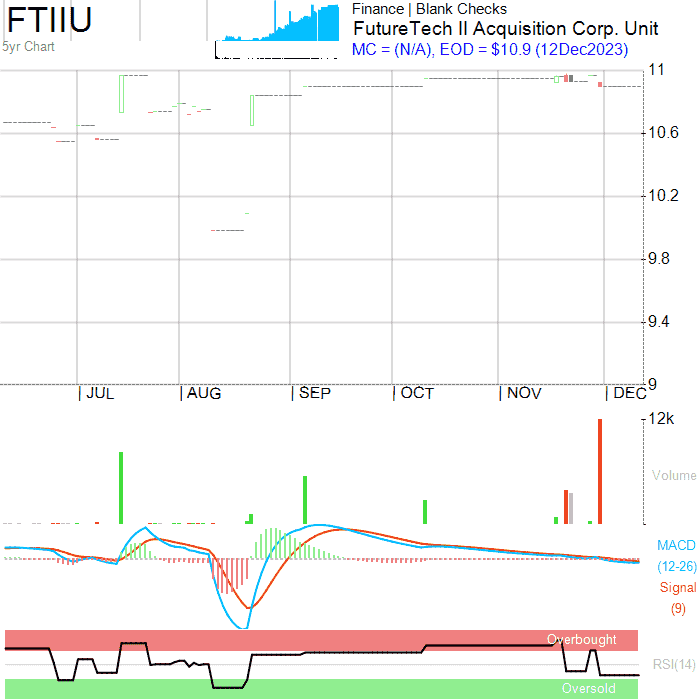 FTIIU
5yr Chart
Finance | Blank Checks
FutureTech II Acquisition Corp. Unit
MC = (N/A), EOD = $10.9 (12Dec2023)
11
10.6
10.2
9.8
9.4
9
| JUL | AUG | SEP | OCT | NOV | DEC
12k
Volume
MACD
(12-26)
Signal
(9)
Overbought
RSI(14)
Oversold